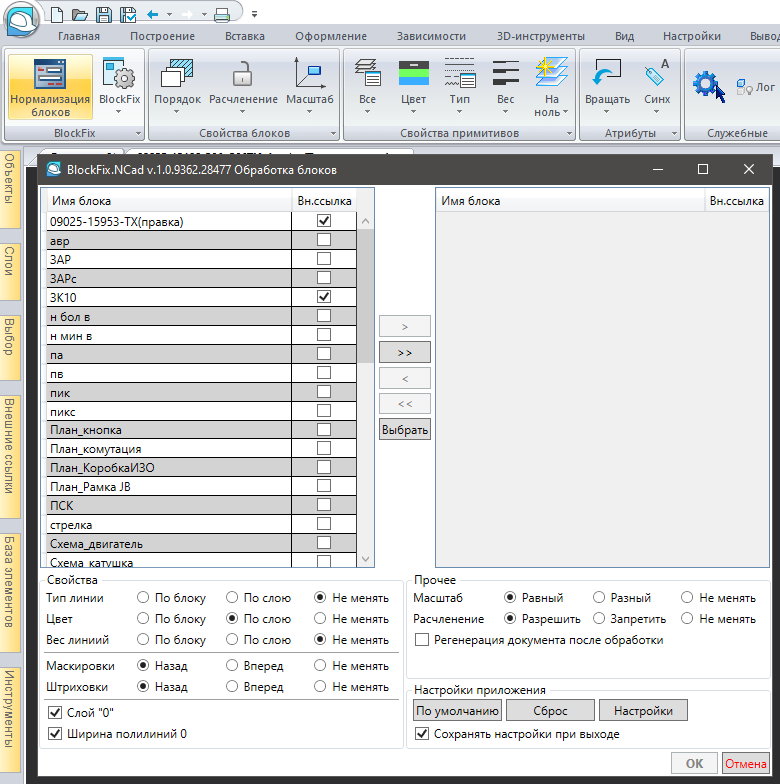 Главная Построение Вставка Оформление Зависимости 3D-инструменты Вид Настройки Вывод
Нормализация блоков
BlockFix
Порядок
Расчленение
Масштаб
Все
Цвет
Тип
Вес
На ноль
Вращать
Синх
Лог
BlockFix
Свойства блоков
Свойства примитивов
Атрибуты
Служебные
Объекты
Слои
Выбор
Внешние ссылки
База элементов
Инструменты
BlockFix.NCad v.1.0.9362.28477 Обработка блоков
Имя блока Вн.ссылка
09025-15953-ТХ(правка)
авр
ЗАР
ЗАРс
ЗК10
н бол в
н мин в
па
пв
пик
пикс
План_кнопка
План_комутация
План_КоробкаИЗО
План_Рамка JB
ПСК
стрелка
Схема_двигатель
Схема_катушка
>
>>
<
<<
Выбрать
Имя блока Вн.ссылка
Свойства
Тип линии По блоку По слою Не менять
Цвет По блоку По слою Не менять
Вес линиий По блоку По слою Не менять
Маскировки Назад Вперед Не менять
Штриховки Назад Вперед Не менять
Слой "0"
Ширина полилиний 0
Прочее
Масштаб Равный Разный Не менять
Расчленение Разрешить Запретить Не менять
Регенерация документа после обработки
Настройки приложения
По умолчанию Сброс Настройки
Сохранять настройки при выходе
ОК Отмена